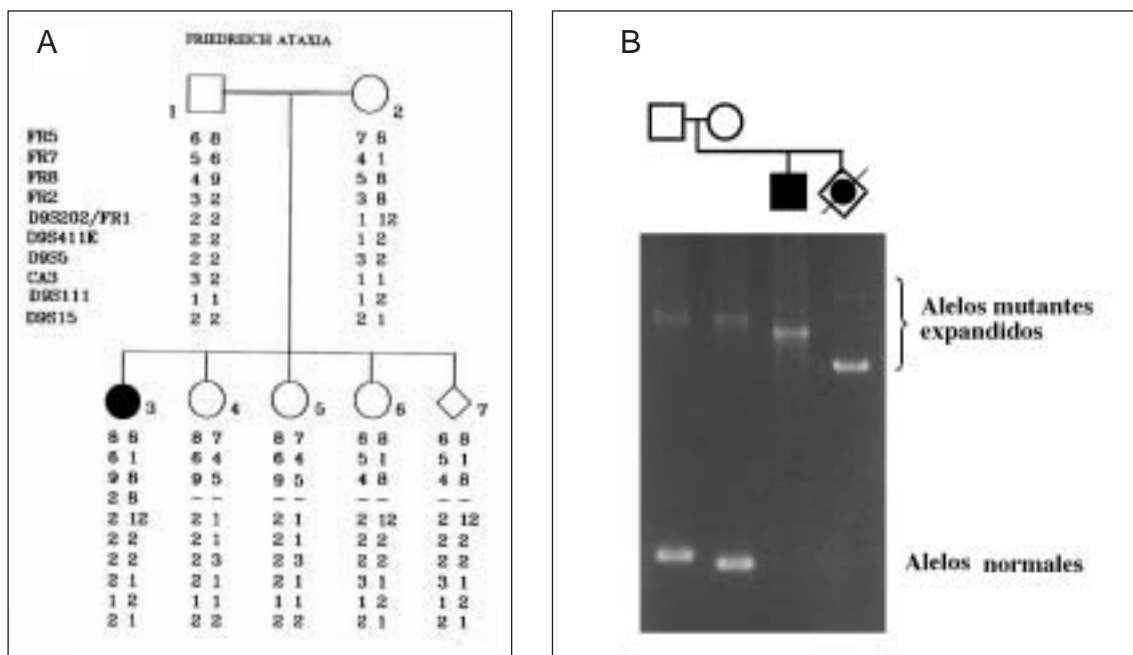 A
FRIEDREICH ATAXIA
1 2
FR5 6 8 7 8
FR7 5 6 4 1
FR8 4 9 5 8
FR2 3 2 3 8
D9S202/FR1 2 2 1 12
D9S411E 2 2 1 2
D9S5 2 2 3 2
CA3 3 2 1 1
D9S111 1 1 1 2
D9S15 2 2 2 1
3 4 5 6 7
8 8 8 7 8 7 6 8 6 8
6 1 6 4 6 4 5 1 5 1
9 8 9 5 9 5 4 8 4 8
2 8 -- -- -- --
2 12 2 1 2 1 2 12 2 12
2 2 2 1 2 1 2 2 2 2
2 2 2 3 2 3 2 2 2 2
2 1 2 1 2 1 3 1 3 1
1 2 1 1 1 1 1 2 1 2
2 1 2 2 2 2 2 1 2 1
B
Alelos mutantes
expandidos
Alelos normales